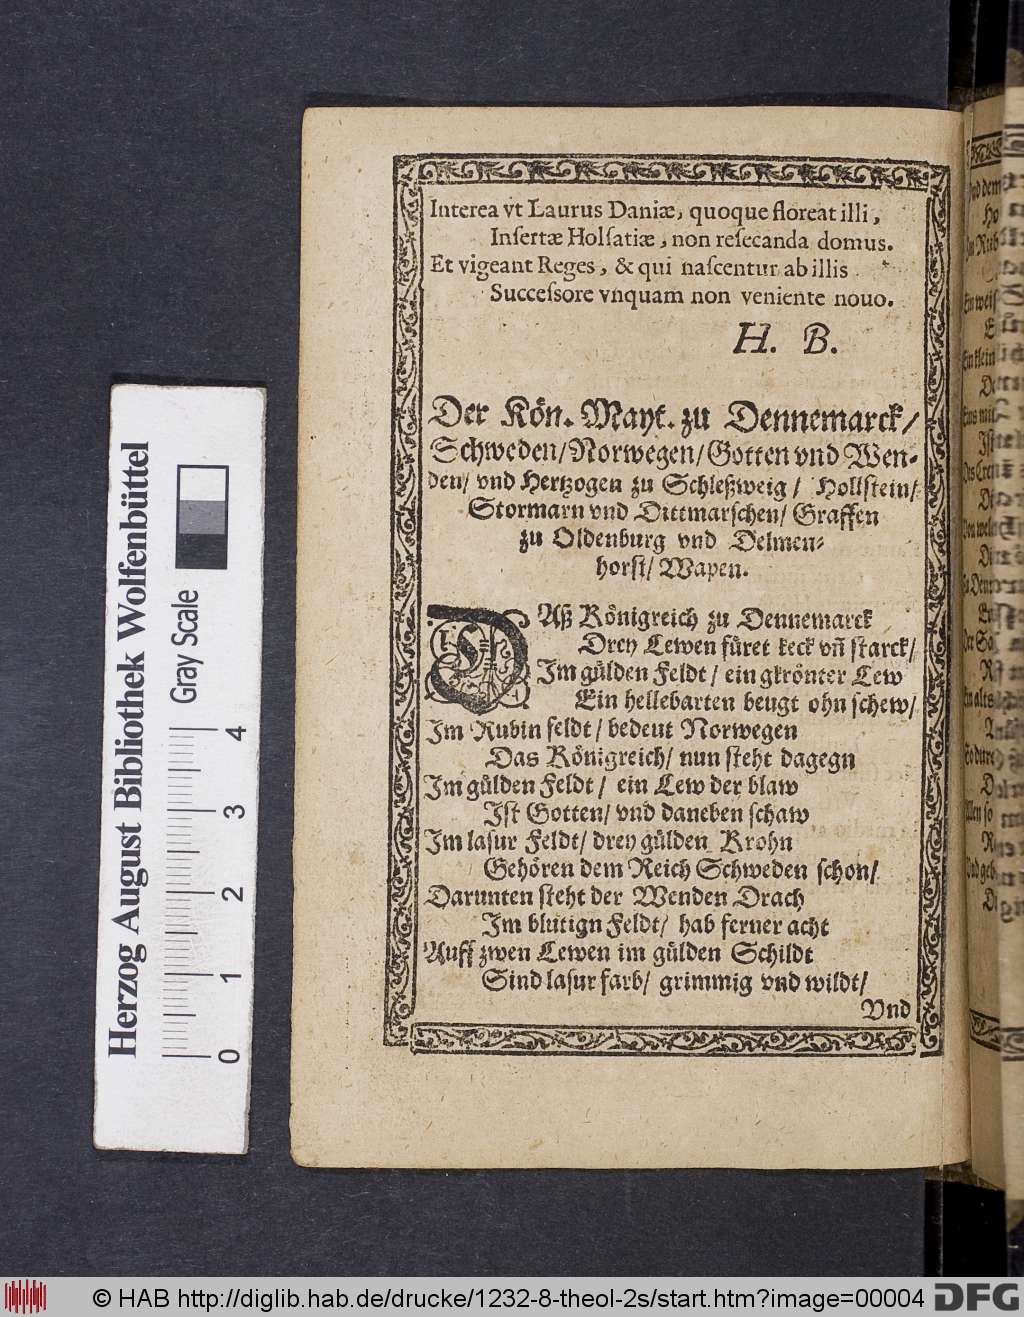 Interea vt Laurus Daniæ, quoque floreat illi,
Inſertæ Holſatiæ, non reſecanda domus.
Et vigeant Reges, & qui naſcentur ab illis
Succeſsore vnquam non veniente nouo.
H. B.
Der Kön. Mayt. zu Dennemarck/
Schweden/Norwegen/Gotten vnd Wen-
den/ vnd Hertzogen zu Schleßweig/ Hollſtein/
Stormarn vnd Dittmarſchen/ Graffen
zu Oldenburg vnd Delmen-
horſt/ Wapen.
DAß Königreich zu Dennemarck
Drey Lewen füret keck vñ ſtarck/
Im gülden Feldt/ ein gkrönter Lew
Ein hellebarten beugt ohn ſchew/
Im Rubin feldt/ bedeut Norwegen
Das Königreich/ nun ſteht dagegn
Im gülden Feldt/ ein Lew der blaw
Iſt Gotten/ vnd daneben ſchaw
Im laſur Feldt/ drey gülden Krohn
Gehören dem Reich Schweden ſchon/
Darunten ſteht der Wenden Drach
Im blutign Feldt/ hab ferner acht
Auff zwen Lewen im gülden Schildt
Sind laſur farb/ grimmig vnd wildt/
Vnd
Herzog August Bibliothek Wolfenbüttel
Gray Scale
0 1 2 3 4
© HAB http://diglib.hab.de/drucke/1232-8-theol-2s/start.htm?image=00004
DFG